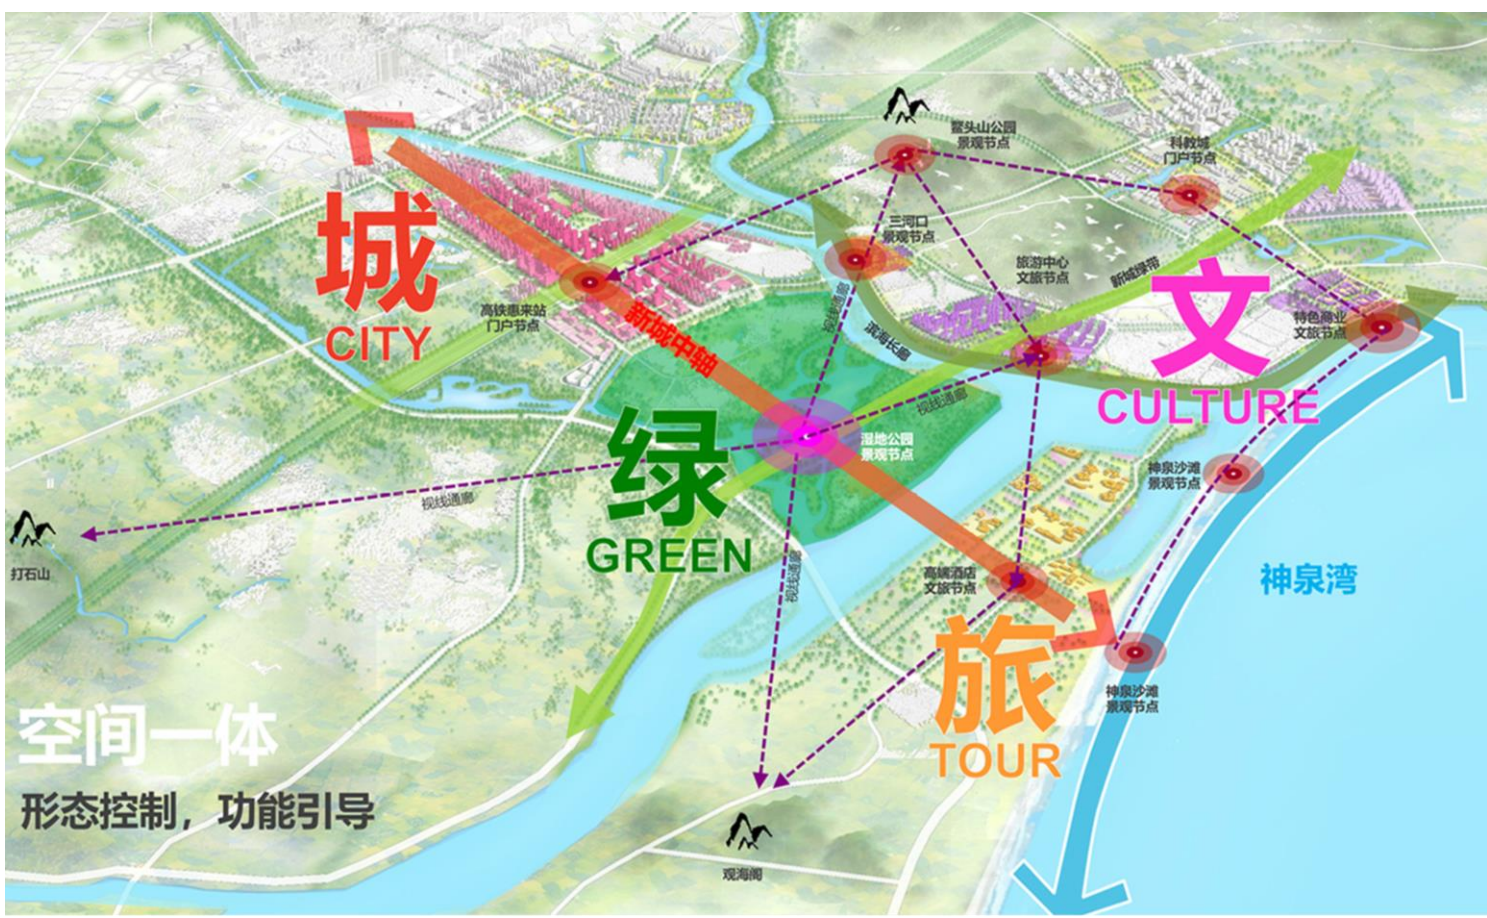 鳌头山公园
景观节点
科教城
门户节点
城
CITY
三河口
景观节点
旅游中心
文旅节点
新城绿带
文
CULTURE
高铁惠来站
门户节点
新城中轴
视线通廊
滨海长廊
特色商业
文旅节点
视线通廊
绿
GREEN
湿地公园
景观节点
视线通廊
神泉沙滩
景观节点
打石山
视线通廊
高端酒店
文旅节点
神泉湾
旅
TOUR
神泉沙滩
景观节点
空间一体
形态控制，功能引导
观海阁